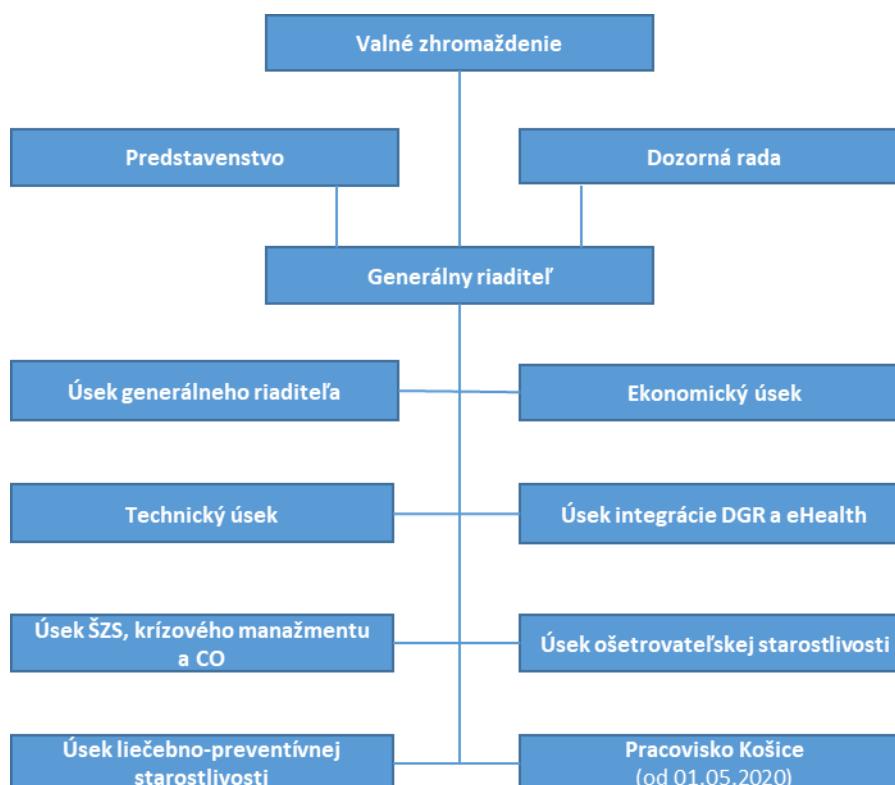 Valné zhromaždenie
Predstavenstvo
Dozorná rada
Generálny riaditeľ
Úsek generálneho riaditeľa
Ekonomický úsek
Technický úsek
Úsek integrácie DGR a eHealth
Úsek ŠZS, krízového manažmentu
a CO
Úsek ošetrovateľskej starostlivosti
Úsek liečebno-preventívnej
starostlivosti
Pracovisko Košice
(od 01.05.2020)